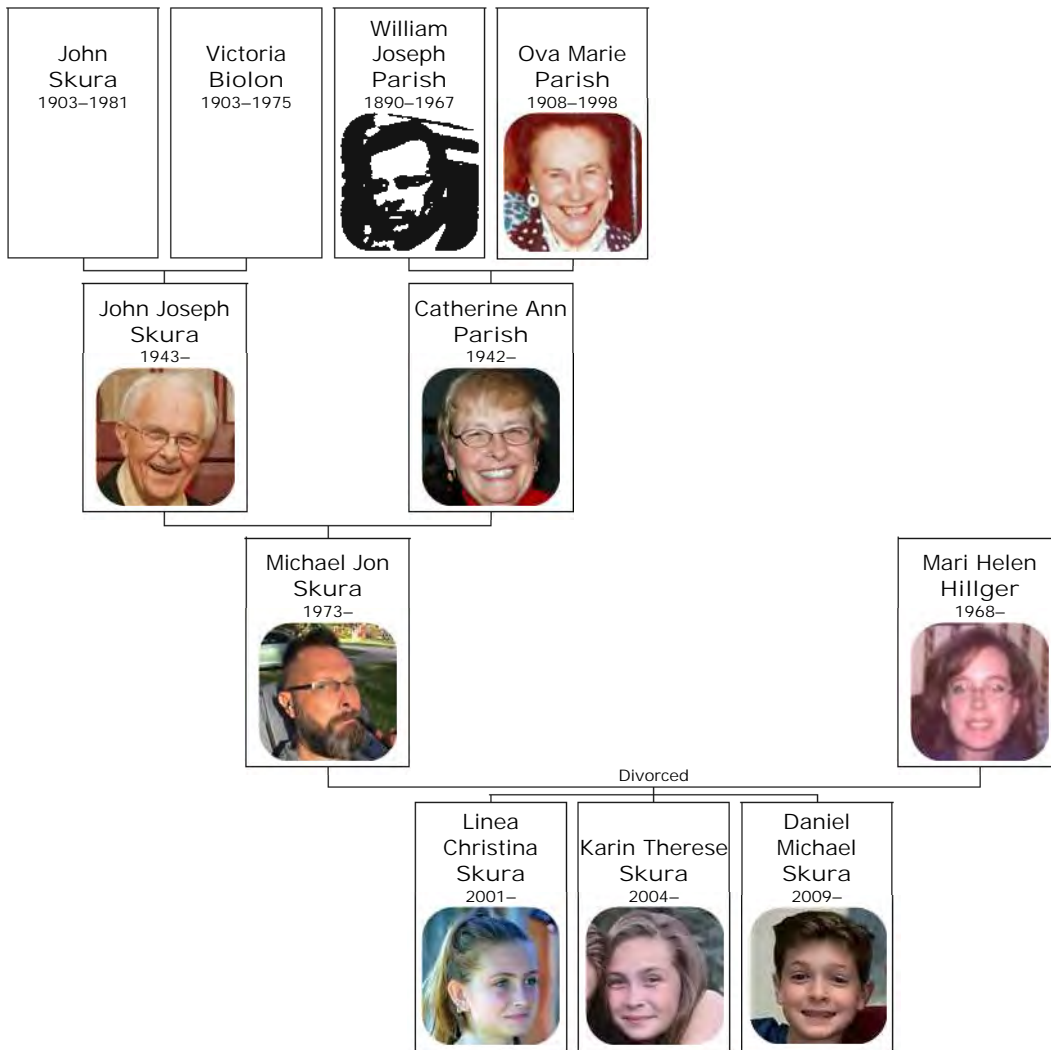 John
Skura
1903–1981
Victoria
Biolon
1903–1975
William
Joseph
Parish
1890–1967
Ova Marie
Parish
1908–1998
John Joseph
Skura
1943–
Catherine Ann
Parish
1942–
Michael Jon
Skura
1973–
Mari Helen
Hillger
1968–
Divorced
Linea
Christina
Skura
2001–
Karin Therese
Skura
2004–
Daniel
Michael
Skura
2009–